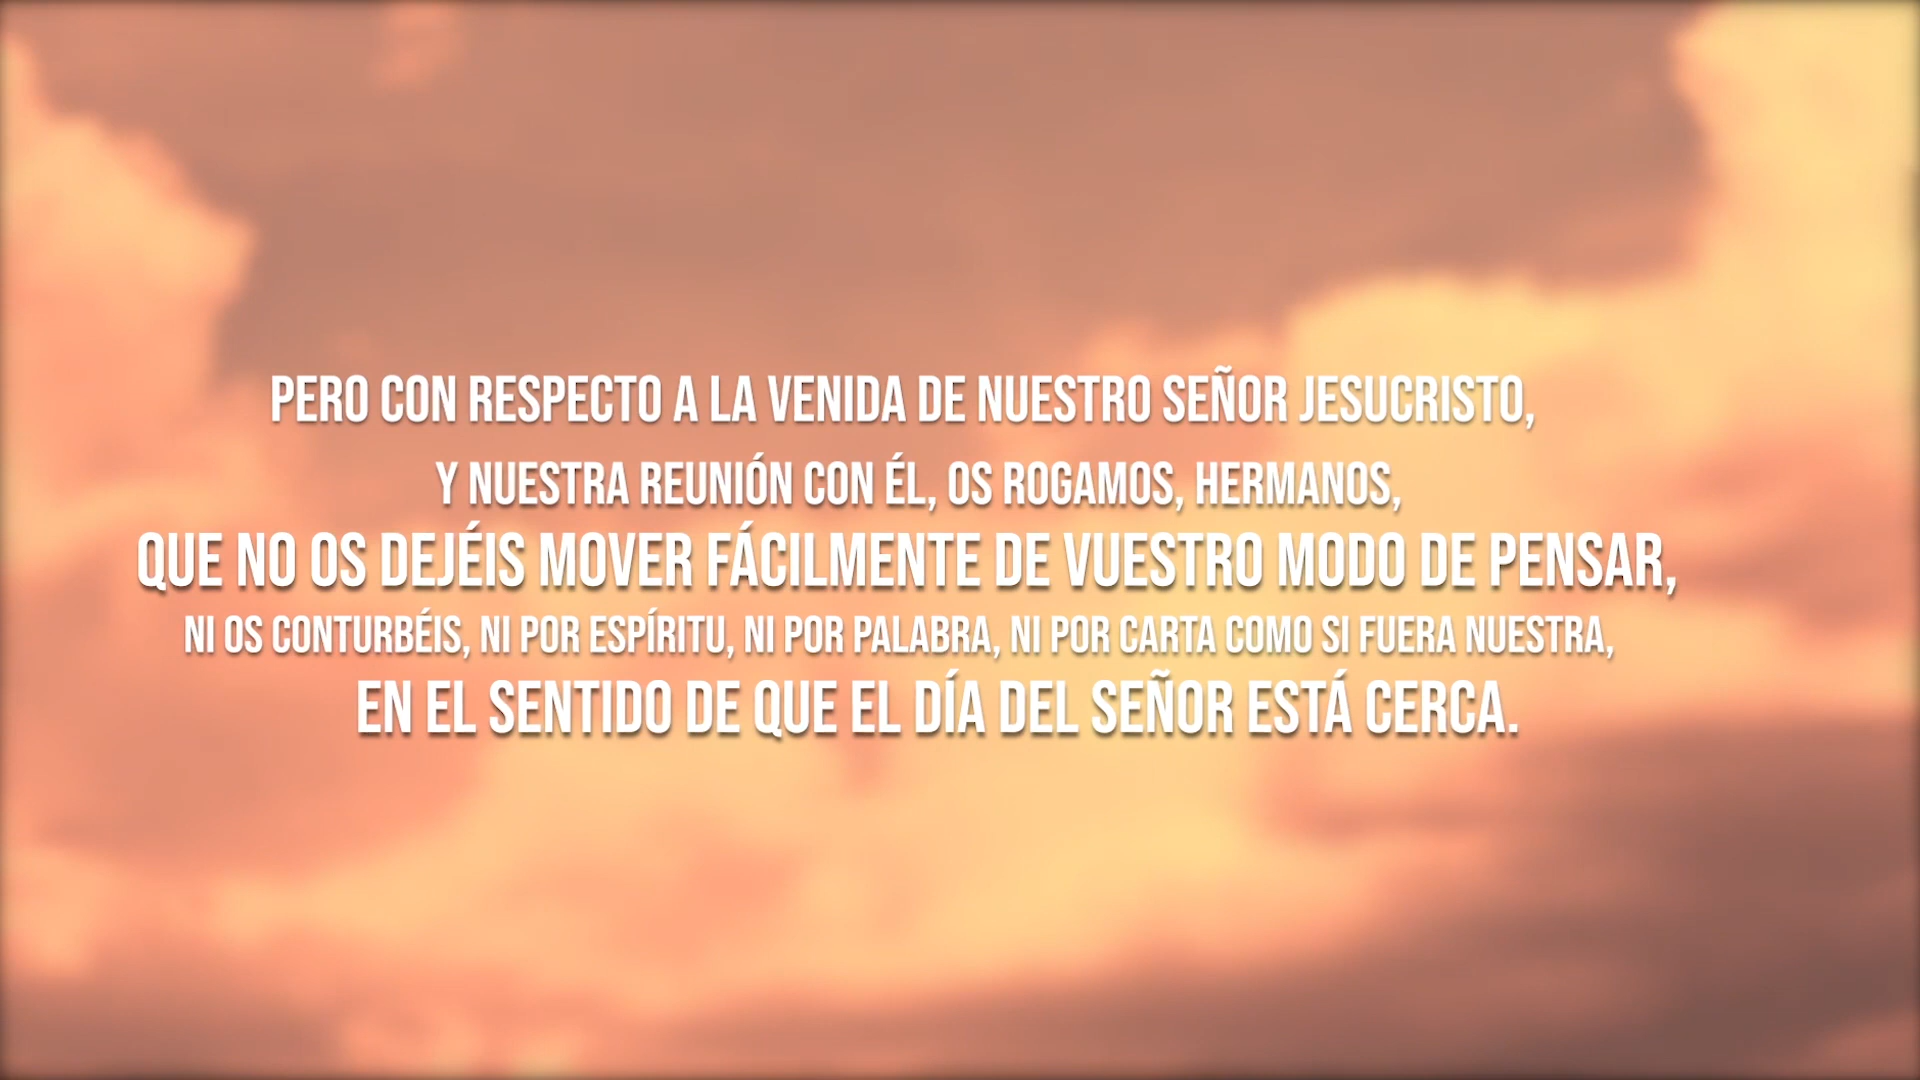 PERO CON RESPECTO A LA VENIDA DE NUESTRO SEÑOR JESUCRISTO,
Y NUESTRA REUNIÓN CON ÉL, OS ROGAMOS, HERMANOS,
QUE NO OS DEJÉIS MOVER FÁCILMENTE DE VUESTRO MODO DE PENSAR,
NI OS CONTURBÉIS, NI POR ESPÍRITU, NI POR PALABRA, NI POR CARTA COMO SI FUERA NUESTRA,
EN EL SENTIDO DE QUE EL DÍA DEL SEÑOR ESTÁ CERCA.